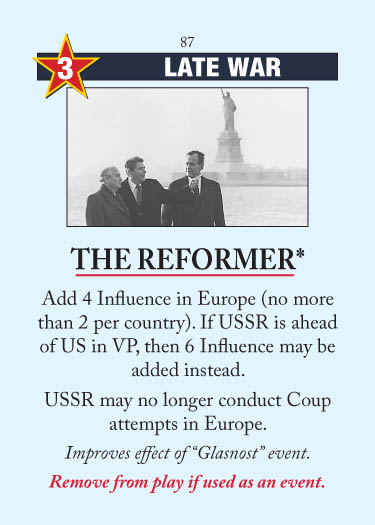 87
3
LATE WAR
THE REFORMER*
Add 4 Influence in Europe (no more
than 2 per country). If USSR is ahead
of US in VP, then 6 Influence may be
added instead.
USSR may no longer conduct Coup
attempts in Europe.
Improves effect of “Glasnost” event.
Remove from play if used as an event.